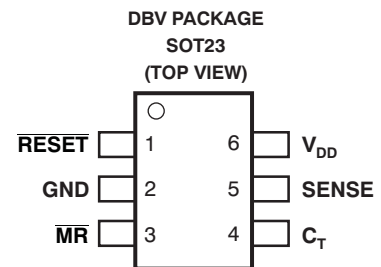 DBV PACKAGE
SOT23
(TOP VIEW)
RESET 1 6 VDD
GND 2 5 SENSE
MR 3 4 CT